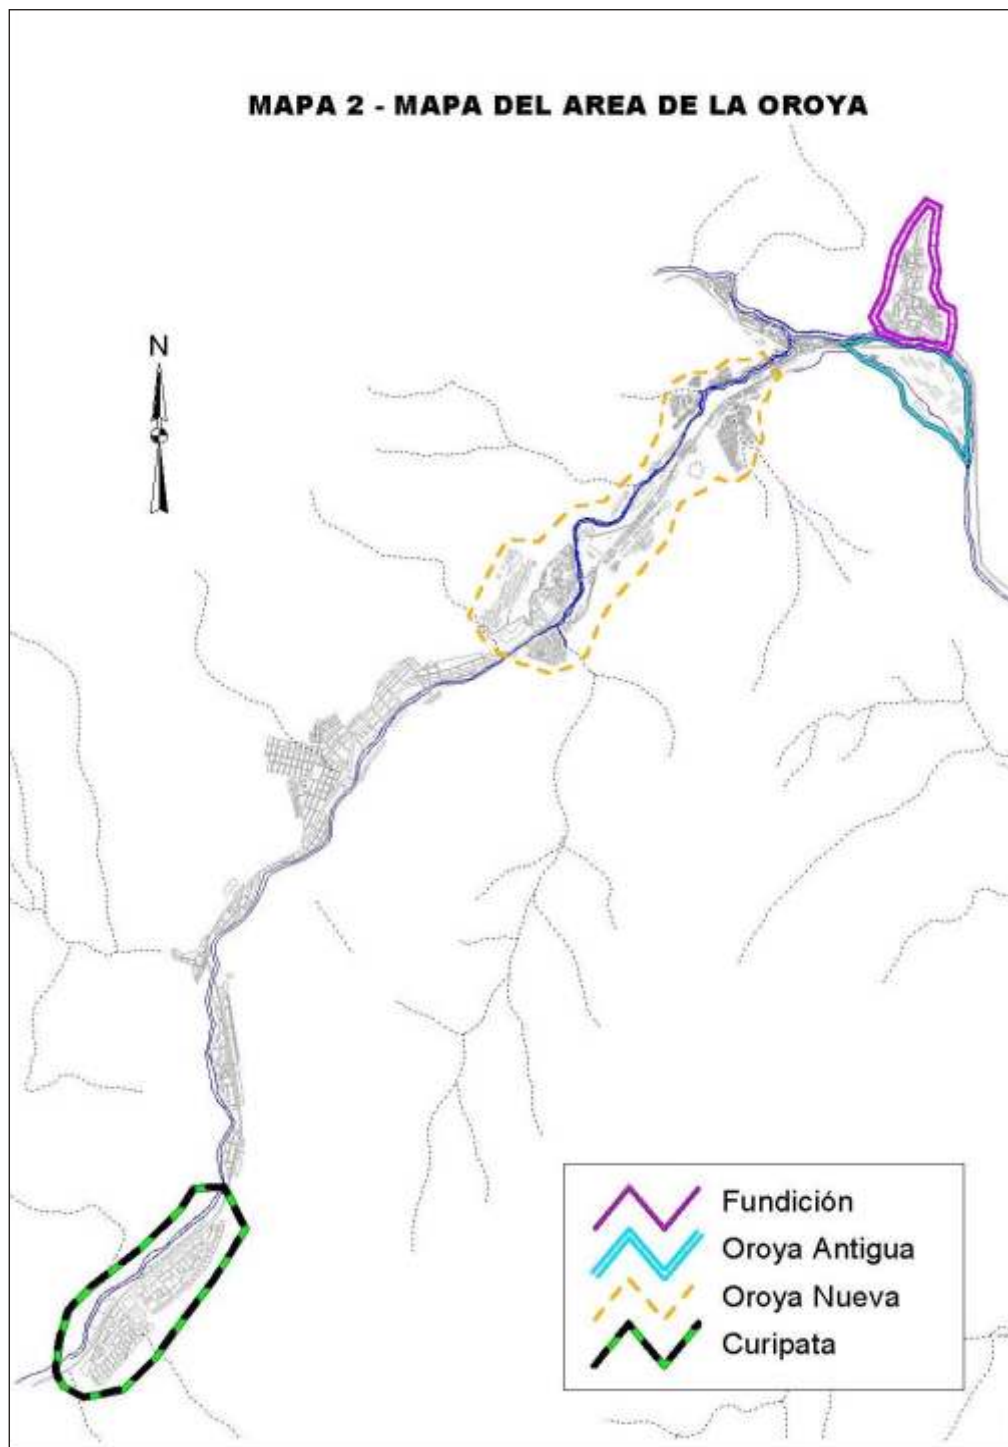 MAPA 2 - MAPA DEL AREA DE LA OROYA
N
Fundición
Oroya Antigua
Oroya Nueva
Curipata